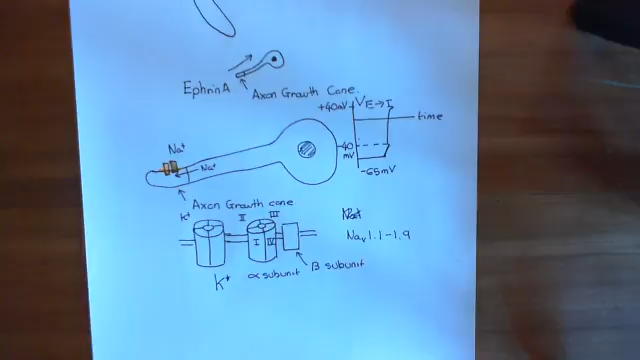 EphrinA
Axon Growth Cone.
+40mV
VE→I
time
Na+
Na+
-40
mV
-65mV
Axon Growth cone
K+
II
III
I
IV
Nav1.1-1.9
β subunit
α subunit
K+